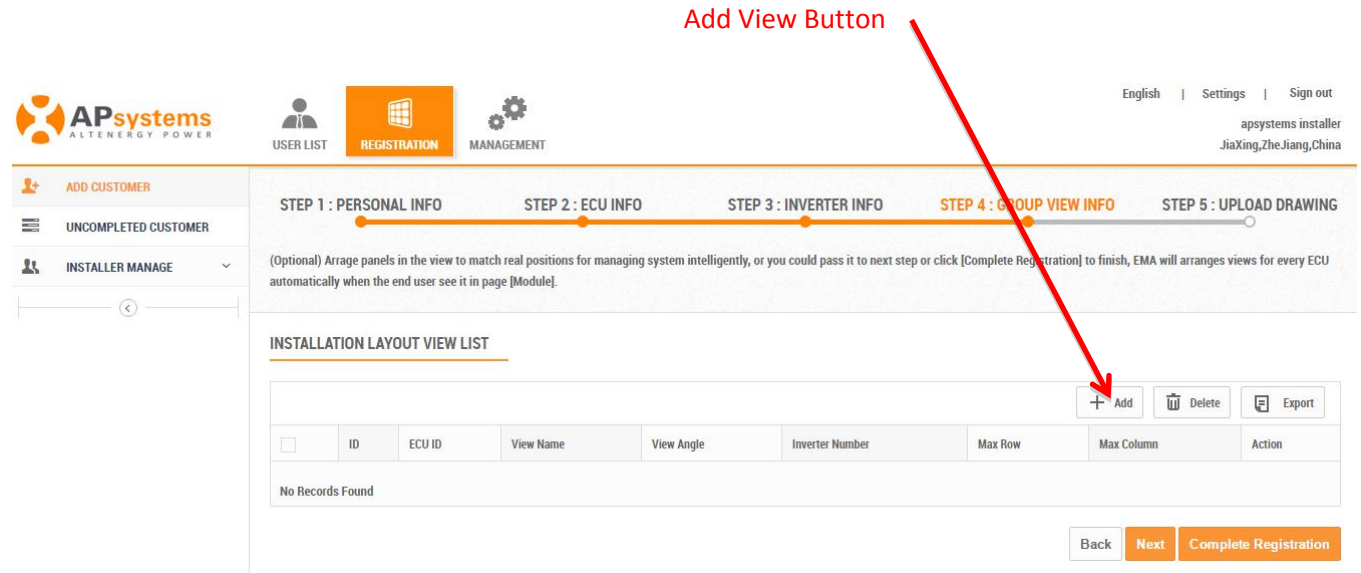 Add View Button
English | Settings | Sign out
APsystems
ALTENERGY POWER
apsystems installer
JiaXing,ZheJiang,China
USER LIST
REGISTRATION
MANAGEMENT
ADD CUSTOMER
UNCOMPLETED CUSTOMER
INSTALLER MANAGE
STEP 1 : PERSONAL INFO
STEP 2 : ECU INFO
STEP 3 : INVERTER INFO
STEP 4 : GROUP VIEW INFO
STEP 5 : UPLOAD DRAWING
(Optional) Arrage panels in the view to match real positions for managing system intelligently, or you could pass it to next step or click [Complete Registration] to finish, EMA will arranges views for every ECU
automatically when the end user see it in page [Module].
INSTALLATION LAYOUT VIEW LIST
Add Delete Export
ID ECU ID View Name View Angle Inverter Number Max Row Max Column Action
No Records Found
Back Next Complete Registration